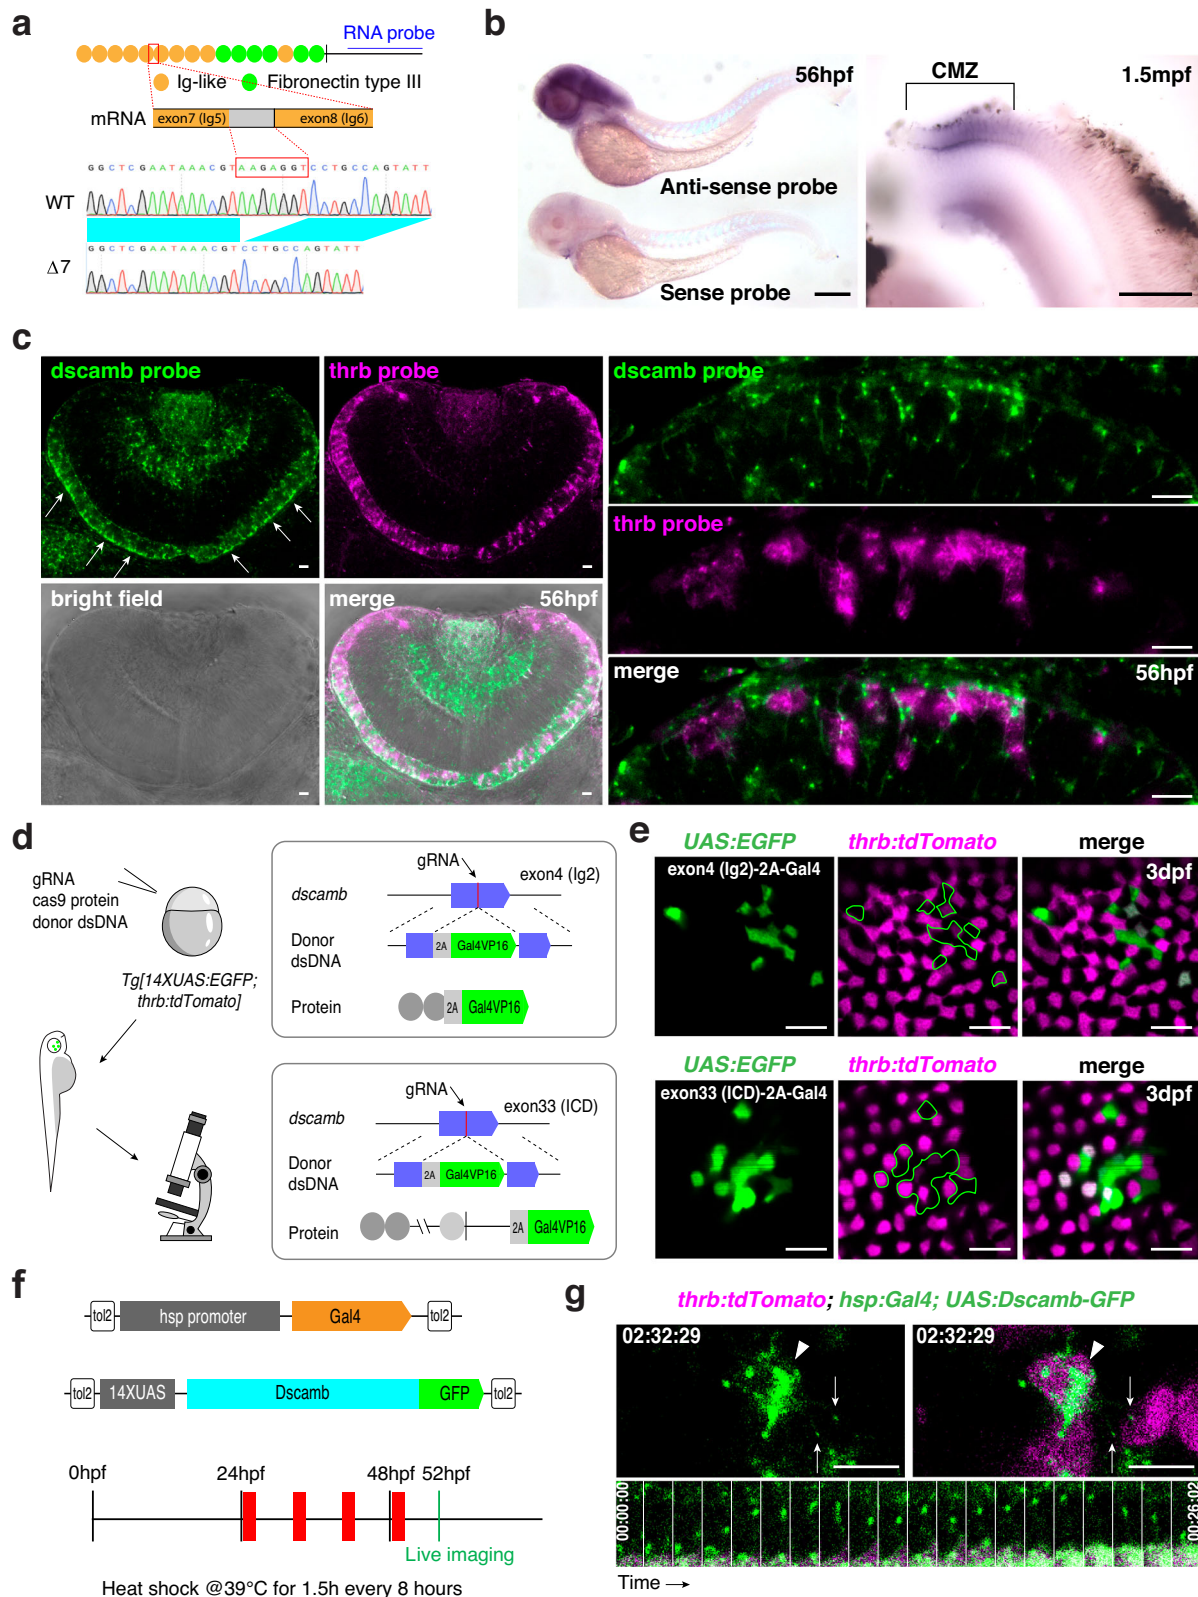 a
RNA probe
Ig-like
Fibronectin type III
mRNA
exon7 (Ig5)
exon8 (Ig6)
GGCTCGAATAAACGTAAGAGGTCCTGCCAGTATT
WT
GGCTCGAATAAACGTCCTGCCAGTATT
Δ7
b
56hpf
Anti-sense probe
Sense probe
CMZ
1.5mpf
c
dscamb probe
thrb probe
bright field
merge
56hpf
dscamb probe
thrb probe
merge
56hpf
d
gRNA
cas9 protein
donor dsDNA
Tg[14XUAS:EGFP;
thrb:tdTomato]
gRNA
exon4 (Ig2)
dscamb
Donor
dsDNA
2A
Gal4VP16
Protein
2A
Gal4VP16
gRNA
exon33 (ICD)
dscamb
Donor
dsDNA
2A
Gal4VP16
Protein
2A
Gal4VP16
e
UAS:EGFP
thrb:tdTomato
merge
exon4 (Ig2)-2A-Gal4
3dpf
UAS:EGFP
thrb:tdTomato
merge
exon33 (ICD)-2A-Gal4
3dpf
f
tol2
hsp promoter
Gal4
tol2
tol2
14XUAS
Dscamb
GFP
tol2
0hpf
24hpf
48hpf
52hpf
Live imaging
Heat shock @39°C for 1.5h every 8 hours
g
thrb:tdTomato; hsp:Gal4; UAS:Dscamb-GFP
02:32:29
02:32:29
00:00:00
00:26:02
Time